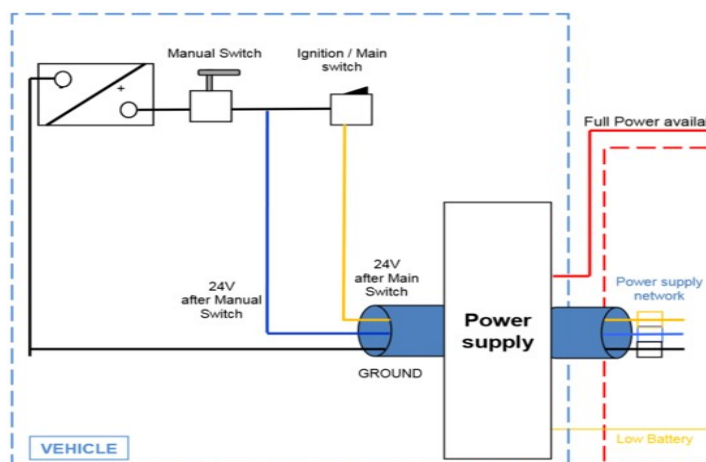 Manual Switch
Ignition / Main
switch
-
+
Full Power availa
24V
after Manual
Switch
24V
after Main
Switch
Power supply
network
Power
supply
GROUND
Low Battery
VEHICLE